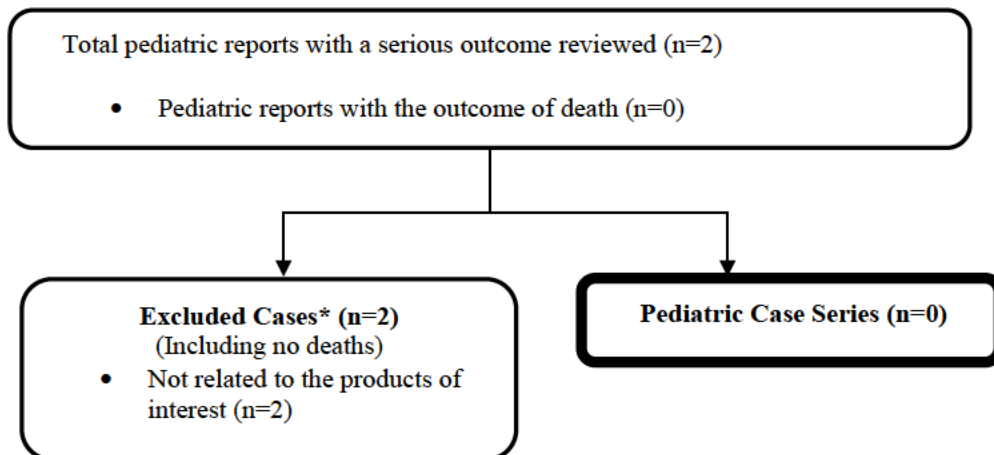 Total pediatric reports with a serious outcome reviewed (n=2)
• Pediatric reports with the outcome of death (n=0)
Excluded Cases* (n=2)
(Including no deaths)
• Not related to the products of
interest (n=2)
Pediatric Case Series (n=0)